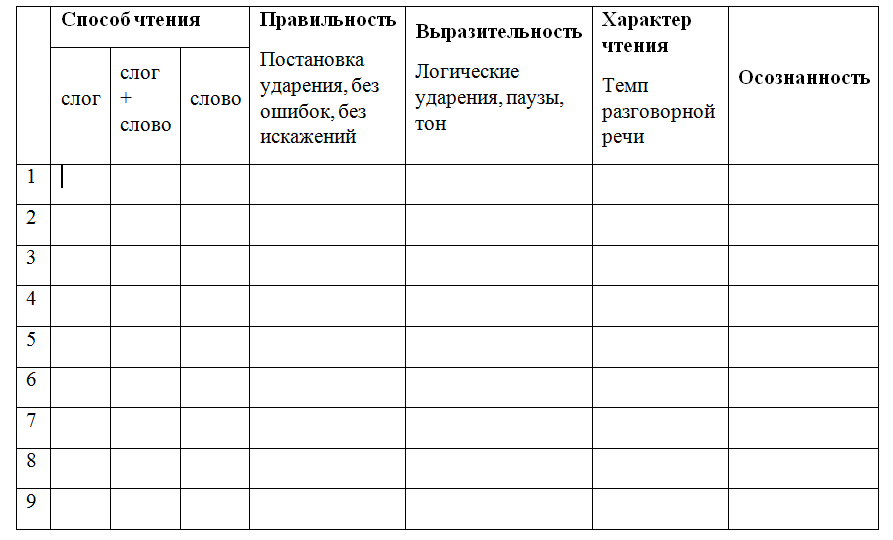 Способ чтения
слог
слог
+
слово
слово
Правильность
Постановка
ударения, без
ошибок, без
искажений
Выразительность
Логические
ударения, паузы,
тон
Характер
чтения
Темп
разговорной
речи
Осознанность
1
2
3
4
5
6
7
8
9